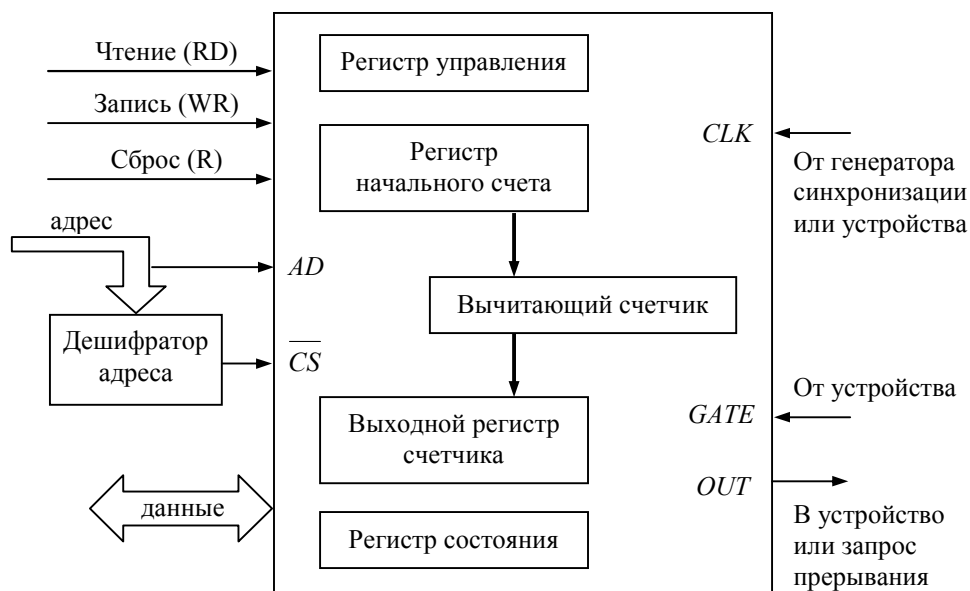 Чтение (RD)
Запись (WR)
Сброс (R)
адрес
Дешифратор
адреса
данные
AD
CS
Регистр управления
Регистр
начального счета
Вычитающий счетчик
Выходной регистр
счетчика
Регистр состояния
CLK
От генератора
синхронизации
или устройства
От устройства
GATE
OUT
В устройство
или запрос
прерывания